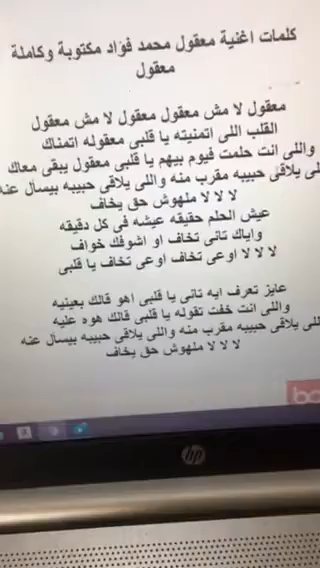 كلمات اغنية معقول محمد فؤاد مكتوبة وكاملة
معقول
معقول لا مش معقول معقول لا مش معقول
القلب اللى اتمنيته يا قلبى معقوله اتمناك
واللى انت حلمت فيوم بيهم يا قلبى معقول يبقى معاك
لى يلاقى حبيبه مقرب منه واللى يلاقى حبيبه بيسأل عنه
لا لا لا ملهوش حق يخاف
عيش الحلم حقيقه عيشه فى كل دقيقه
واياك تانى تخاف او اشوفك خواف
لا لا لا اوعى تخاف اوعى تخاف يا قلبى
عايز تعرف ايه تانى يا قلبى اهو قالك بعينيه
واللى انت خفت تقوله يا قلبى قالك هوه عليه
لى يلاقى حبيبه مقرب منه واللى يلاقى حبيبه بيسأل عنه
لا لا لا ملهوش حق يخاف
hp